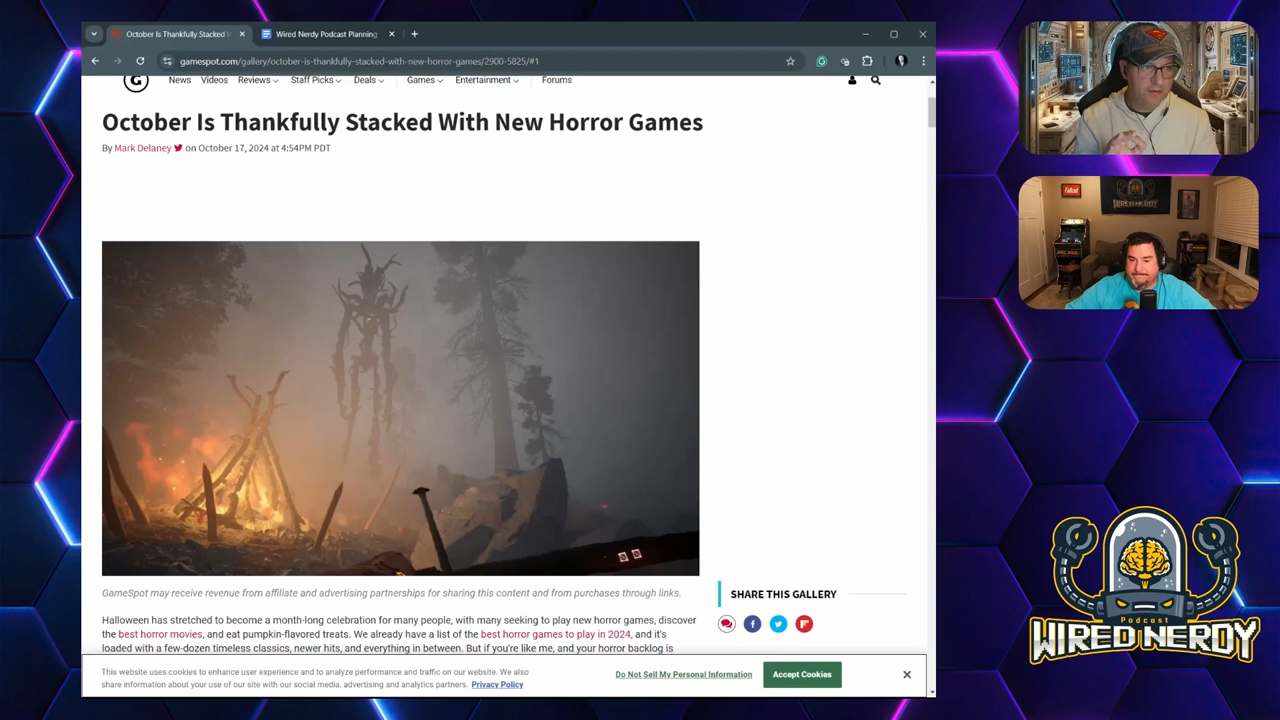 October Is Thankfully Stacked W
Wired Nerdy Podcast Planning
gamespot.com/gallery/october-is-thankfully-stacked-with-new-horror-games/2900-5825/#1
News Videos Reviews Staff Picks Deals Games Entertainment Forums
October Is Thankfully Stacked With New Horror Games
By Mark Delaney on October 17, 2024 at 4:54PM PDT
GameSpot may receive revenue from affiliate and advertising partnerships for sharing this content and from purchases through links.
SHARE THIS GALLERY
Halloween has stretched to become a month-long celebration for many people, with many seeking to play new horror games, discover
the best horror movies, and eat pumpkin-flavored treats. We already have a list of the best horror games to play in 2024, and it's
loaded with a few-dozen timeless classics, newer hits, and everything in between. But if you're like me, and your horror backlog is
This website uses cookies to enhance user experience and to analyze performance and traffic on our website. We also
share information about your use of our site with our social media, advertising and analytics partners. Privacy Policy
Do Not Sell My Personal Information
Accept Cookies
Fallout
WIRED NERDY
Podcast
WIRED NERDY